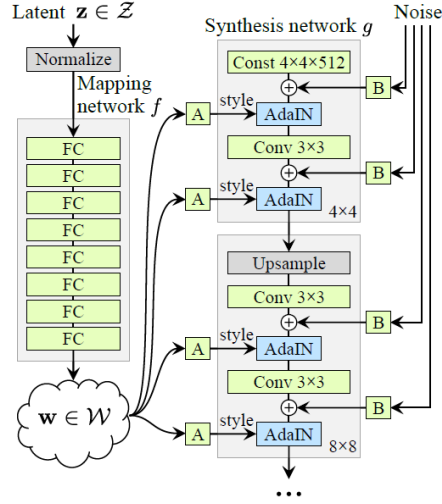 Latent z ∈ Z
Normalize
Mapping
network f
FC
FC
FC
FC
FC
FC
FC
FC
w ∈ W
Synthesis network g
Noise
Const 4×4×512
B
A
style
AdaIN
Conv 3×3
B
A
style
AdaIN
4×4
Upsample
Conv 3×3
B
A
style
AdaIN
Conv 3×3
B
A
style
AdaIN
8×8
...